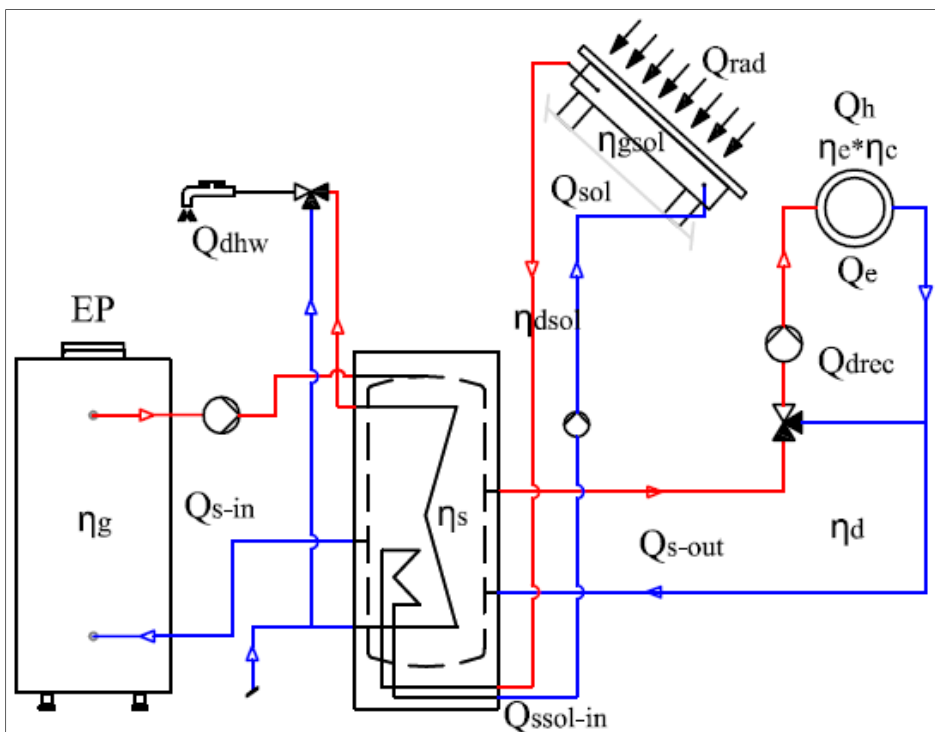 Qrad
Qh
ηgsol
ηe*ηc
Qsol
Qdhw
Qe
EP
ηdsol
Qdrec
Qs-in
ηs
ηg
Qs-out
ηd
Qssol-in